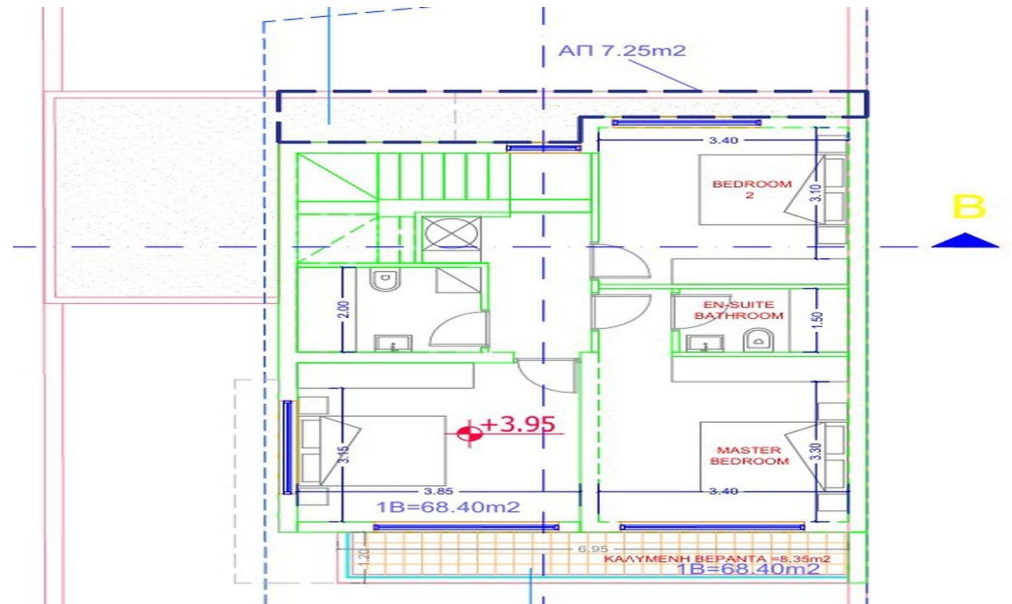 ΑΠ 7.25m2
3.40
BEDROOM
2
3.10
B
EN-SUITE
BATHROOM
2.00
1.50
+3.95
3.15
MASTER
BEDROOM
3.30
3.85
3.40
1B=68.40m2
6.95
1.20
ΚΑΛΥΜΕΝΗ ΒΕΡΑΝΤΑ =8.35m2
1B=68.40m2